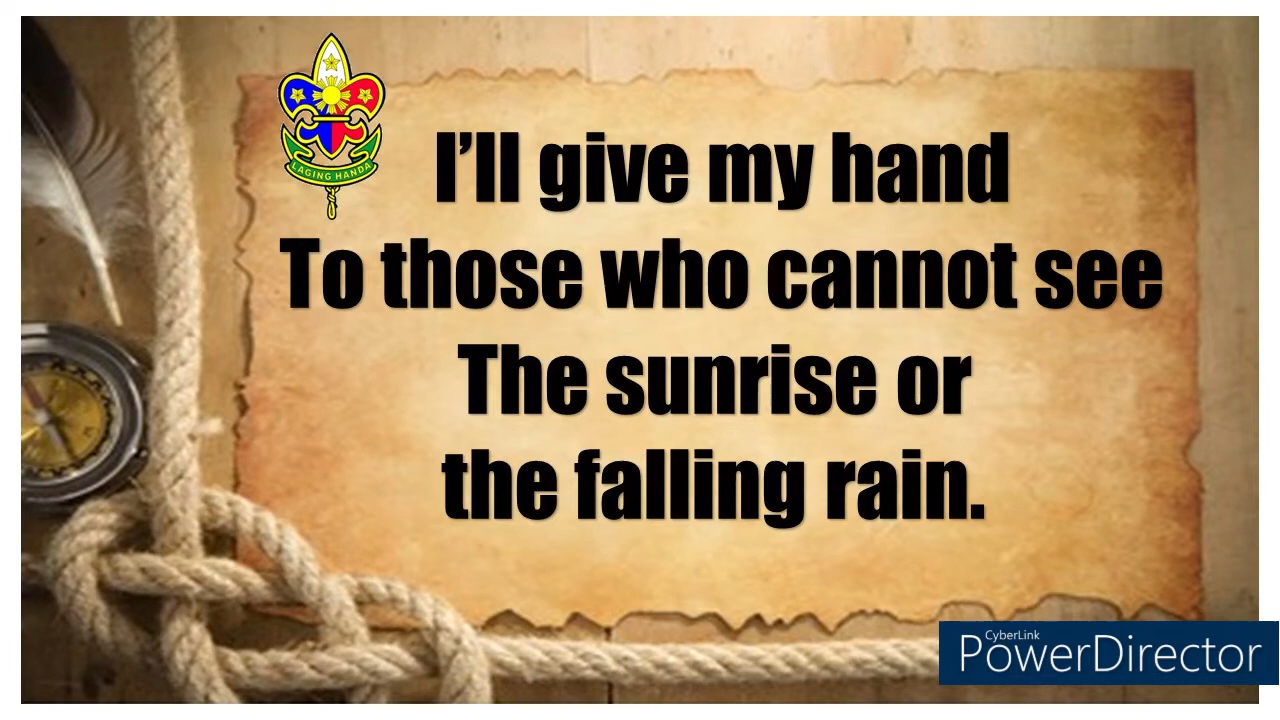 LAGING HANDA
I’ll give my hand
To those who cannot see
The sunrise or
the falling rain.
CyberLink
PowerDirector